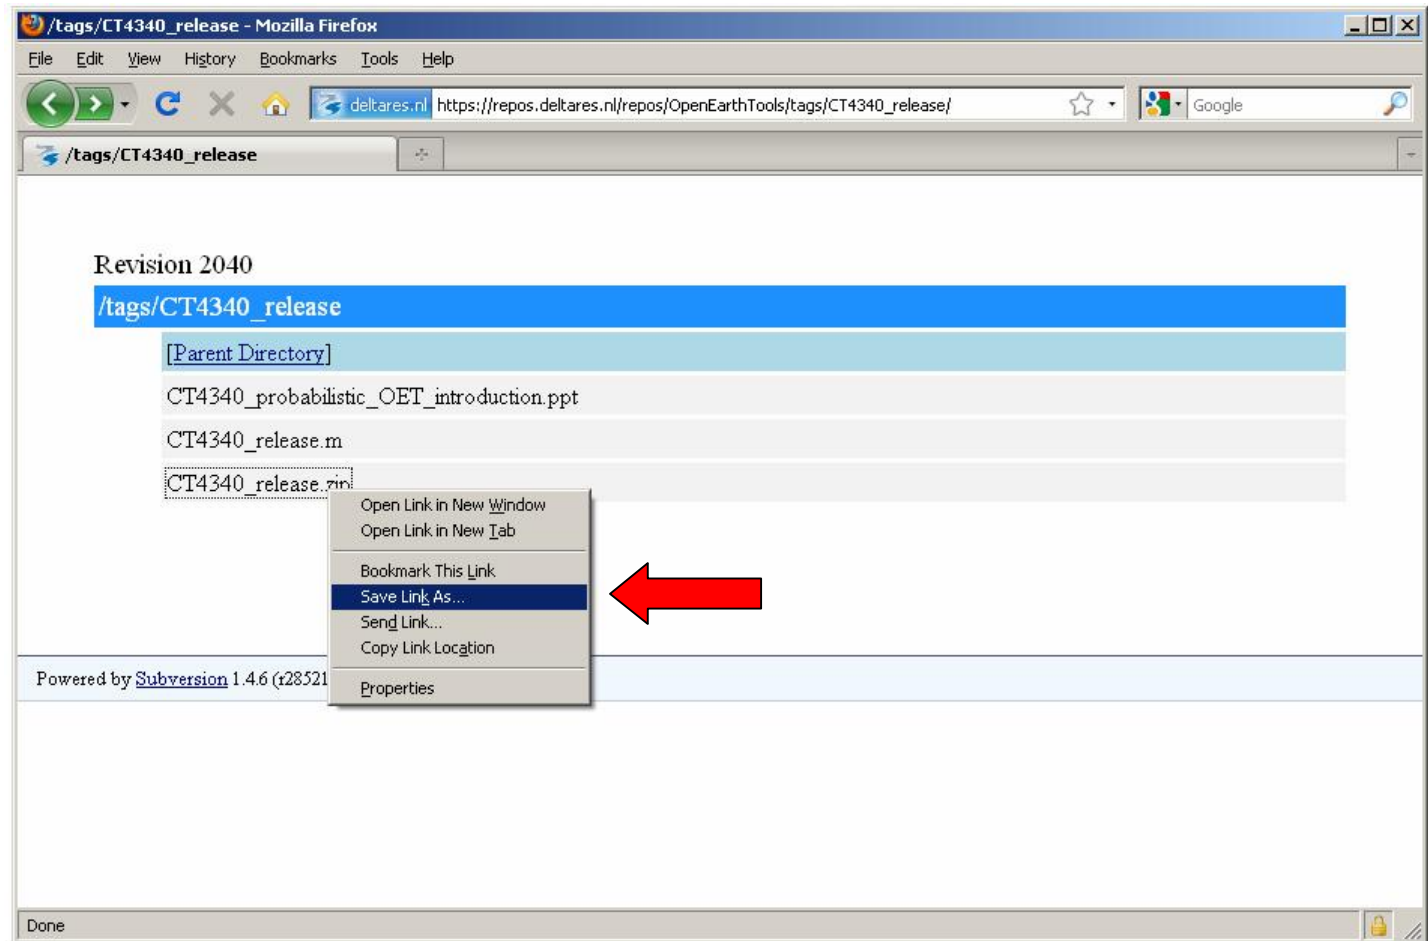 /tags/CT4340_release - Mozilla Firefox
File Edit View History Bookmarks Tools Help
deltares.nl https://repos.deltares.nl/repos/OpenEarthTools/tags/CT4340_release/ Google
/tags/CT4340_release
Revision 2040
/tags/CT4340_release
[Parent Directory]
CT4340_probabilistic_OET_introduction.ppt
CT4340_release.m
CT4340_release.zip
Open Link in New Window
Open Link in New Tab
Bookmark This Link
Save Link As...
Send Link...
Copy Link Location
Properties
Powered by Subversion 1.4.6 (r28521
Done